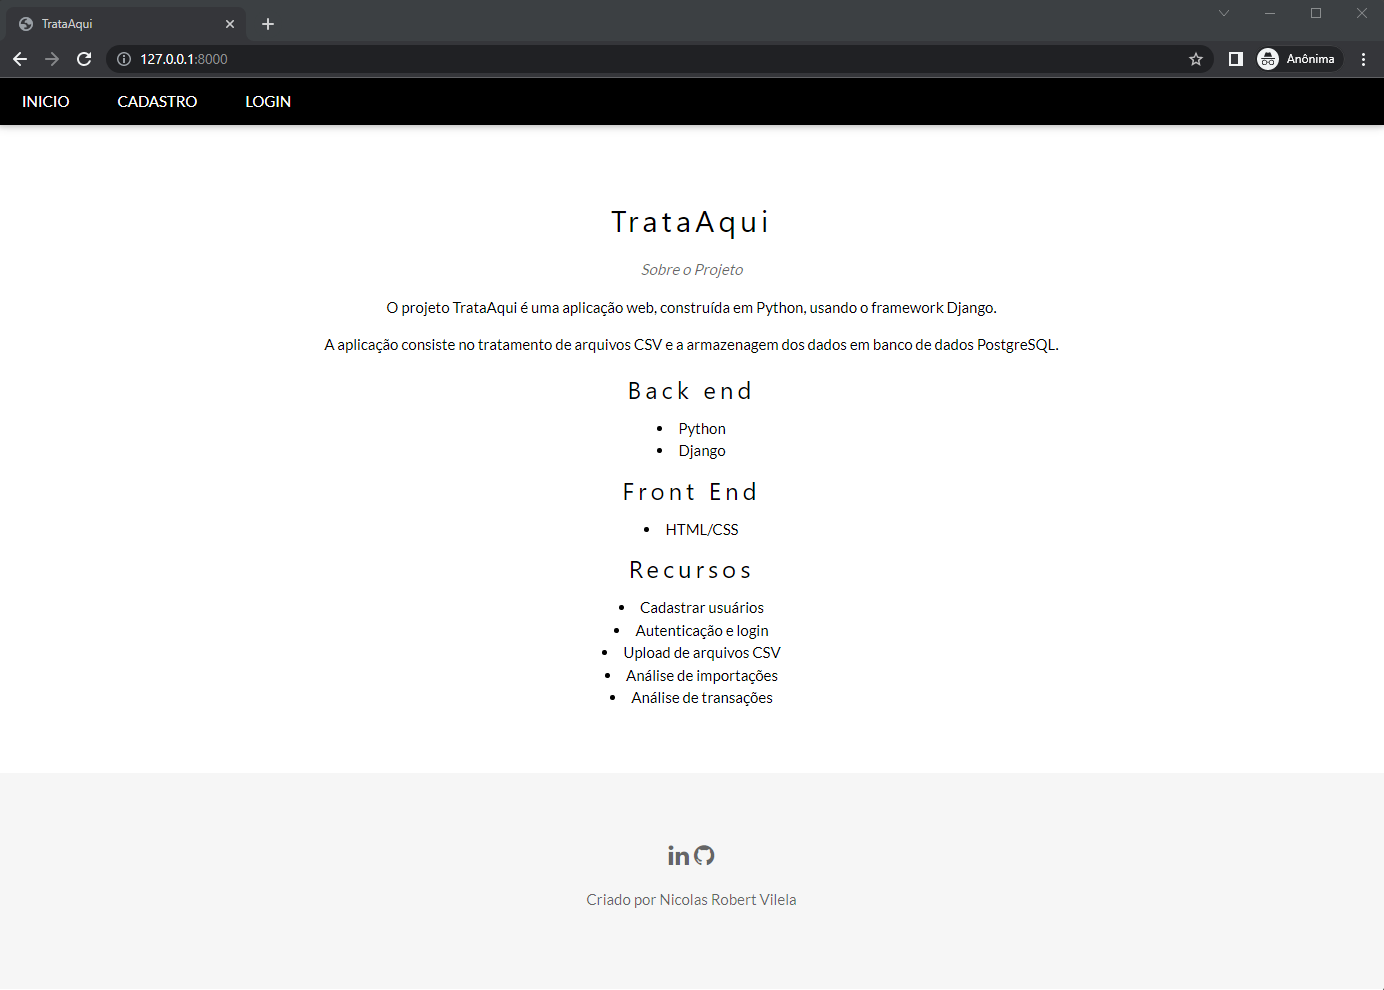 TrataAqui
127.0.0.1:8000
Anônima
INICIO CADASTRO LOGIN
TrataAqui
Sobre o Projeto
O projeto TrataAqui é uma aplicação web, construída em Python, usando o framework Django.
A aplicação consiste no tratamento de arquivos CSV e a armazenagem dos dados em banco de dados PostgreSQL.
Back end
• Python
• Django
Front End
• HTML/CSS
Recursos
• Cadastrar usuários
• Autenticação e login
• Upload de arquivos CSV
• Análise de importações
• Análise de transações
in
Criado por Nicolas Robert Vilela